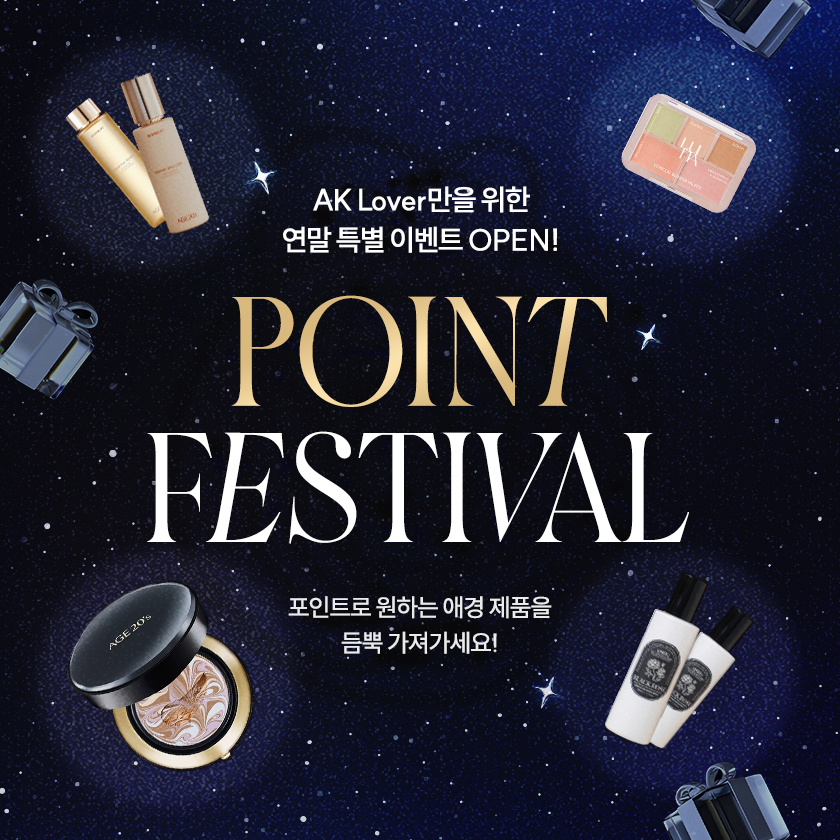 AK Lover만을 위한
연말 특별 이벤트 OPEN!
POINT
FESTIVAL
포인트로 원하는 애경 제품을
듬뿍 가져가세요!
AGE 20's